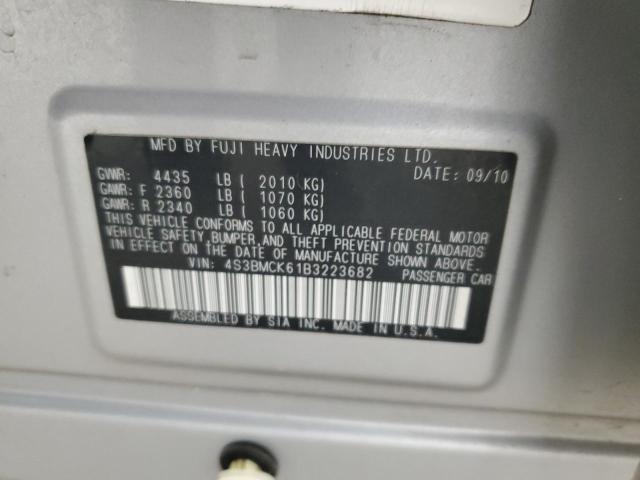 MFD BY FUJI HEAVY INDUSTRIES LTD.
GVWR: 4435 LB ( 2010 KG) DATE: 09/10
GAWR: F 2360 LB ( 1070 KG)
GAWR: R 2340 LB ( 1060 KG)
THIS VEHICLE CONFORMS TO ALL APPLICABLE FEDERAL MOTOR
VEHICLE SAFETY,BUMPER,AND THEFT PREVENTION STANDARDS
IN EFFECT ON THE DATE OF MANUFACTURE SHOWN ABOVE.
VIN: 4S3BMCK61B3223682 PASSENGER CAR
ASSEMBLED BY SIA INC. MADE IN U.S.A.